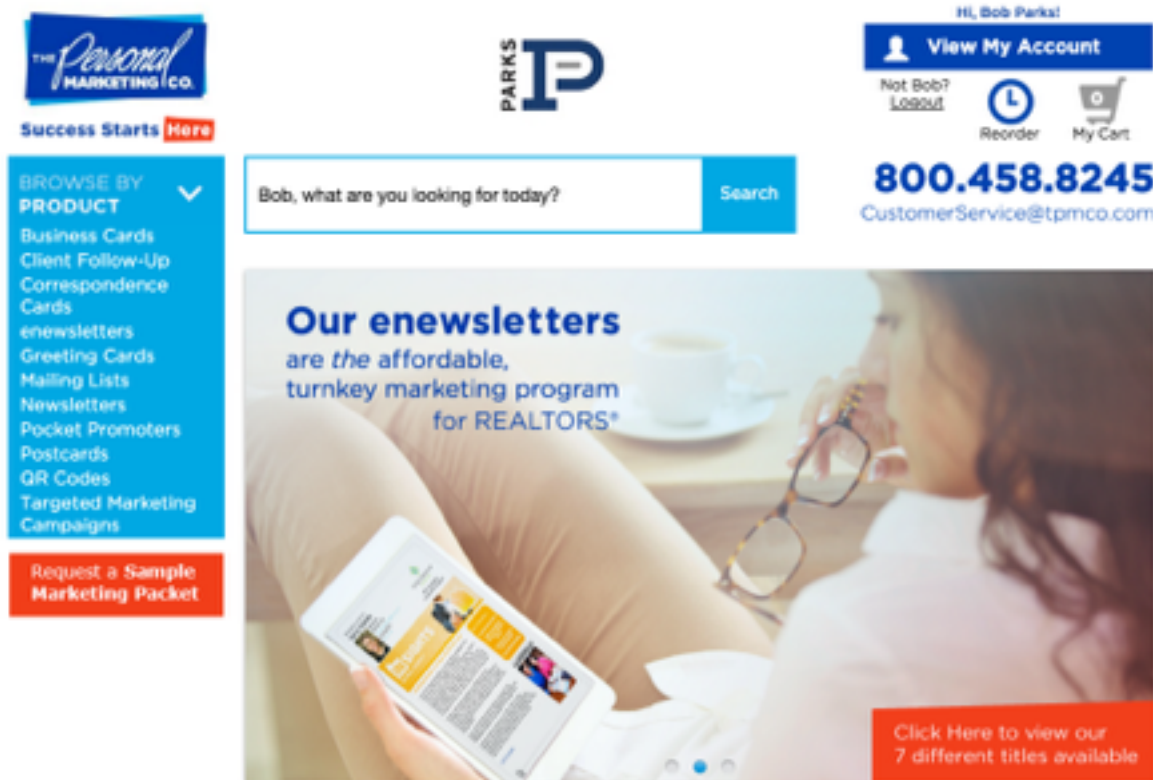 THE Personal
MARKETING CO.
Success Starts Here
PARKS
P
Hi, Bob Parks!
View My Account
Not Bob?
Logout
Reorder
0
My Cart
800.458.8245
CustomerService@tpmco.com
Bob, what are you looking for today?
Search
BROWSE BY
PRODUCT
Business Cards
Client Follow-Up
Correspondence
Cards
enewsletters
Greeting Cards
Mailing Lists
Newsletters
Pocket Promoters
Postcards
QR Codes
Targeted Marketing
Campaigns
Request a Sample
Marketing Packet
Our enewsletters
are the affordable,
turnkey marketing program
for REALTORS®
Click Here to view our
7 different titles available